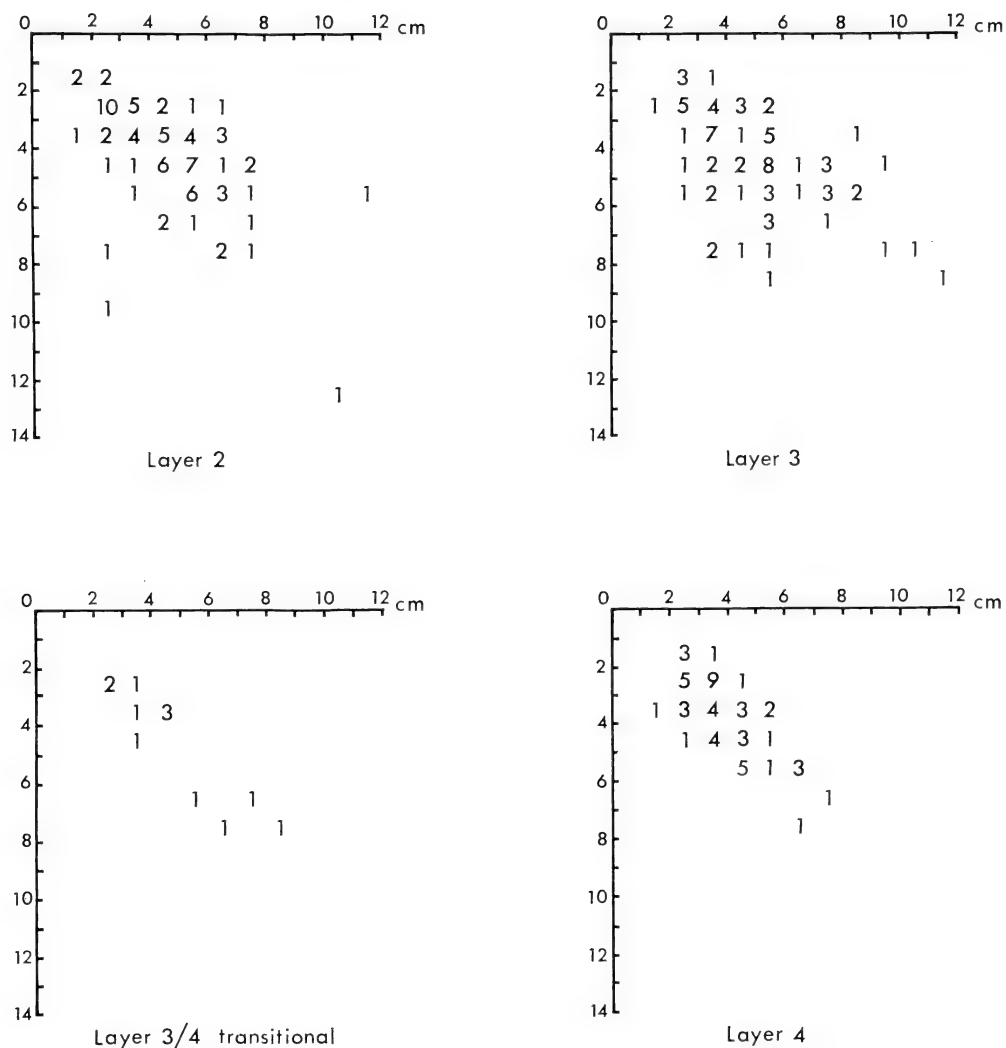 0 2 4 6 8 10 12 cm
2 2 2
10 5 2 1 1
4 1 2 4 5 4 3
1 1 6 7 1 2
6 1 6 3 1 1
2 1 1
8 1 2 1
10 1
12 1
14
Layer 2
0 2 4 6 8 10 12 cm
2 3 1
1 5 4 3 2
4 1 7 1 5 1
1 2 2 8 1 3 1
6 1 2 1 3 1 3 2
3 1
8 2 1 1 1 1
1 1
10
12
14
Layer 3
0 2 4 6 8 10 12 cm
2
2 1
4 1 3
1
6
1 1
8 1 1
10
12
14
Layer 3/4 transitional
0 2 4 6 8 10 12 cm
2 3 1
5 9 1
4 1 3 4 3 2
1 4 3 1
6 5 1 3
1
8 1
10
12
14
Layer 4